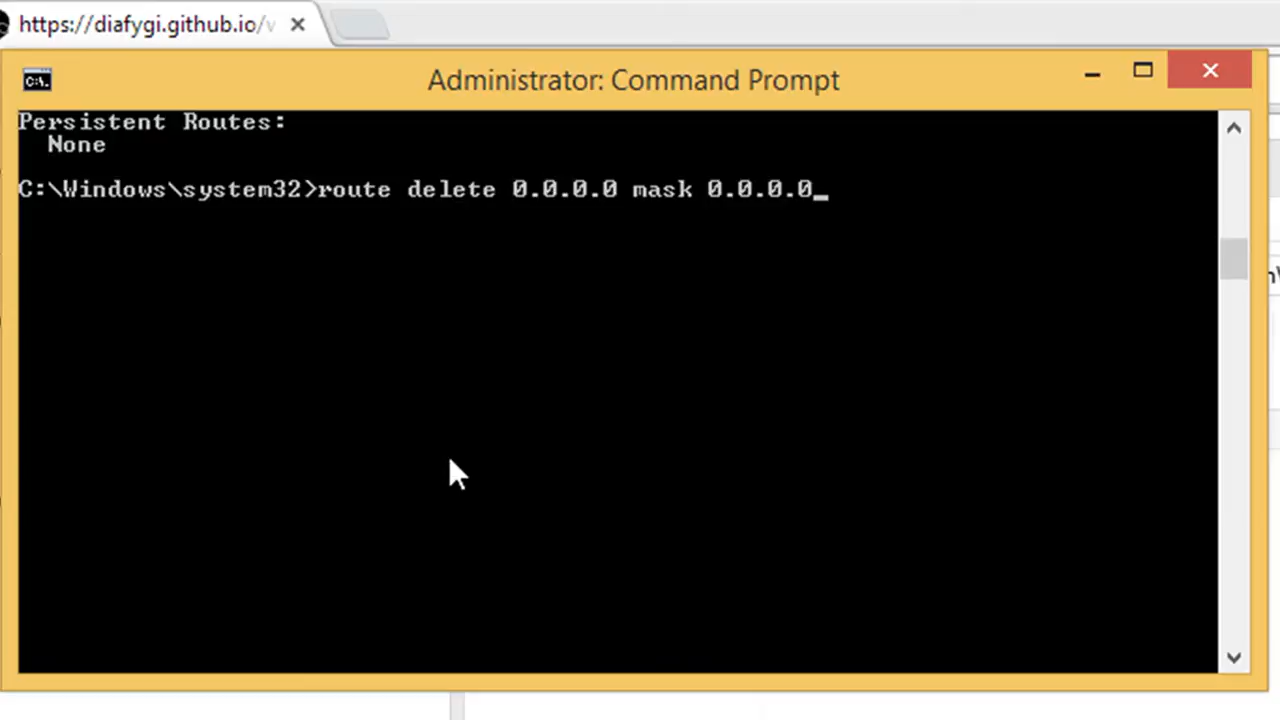 https://diafygi.github.io/
Administrator: Command Prompt
Persistent Routes:
None
C:\Windows\system32>route delete 0.0.0.0 mask 0.0.0.0_